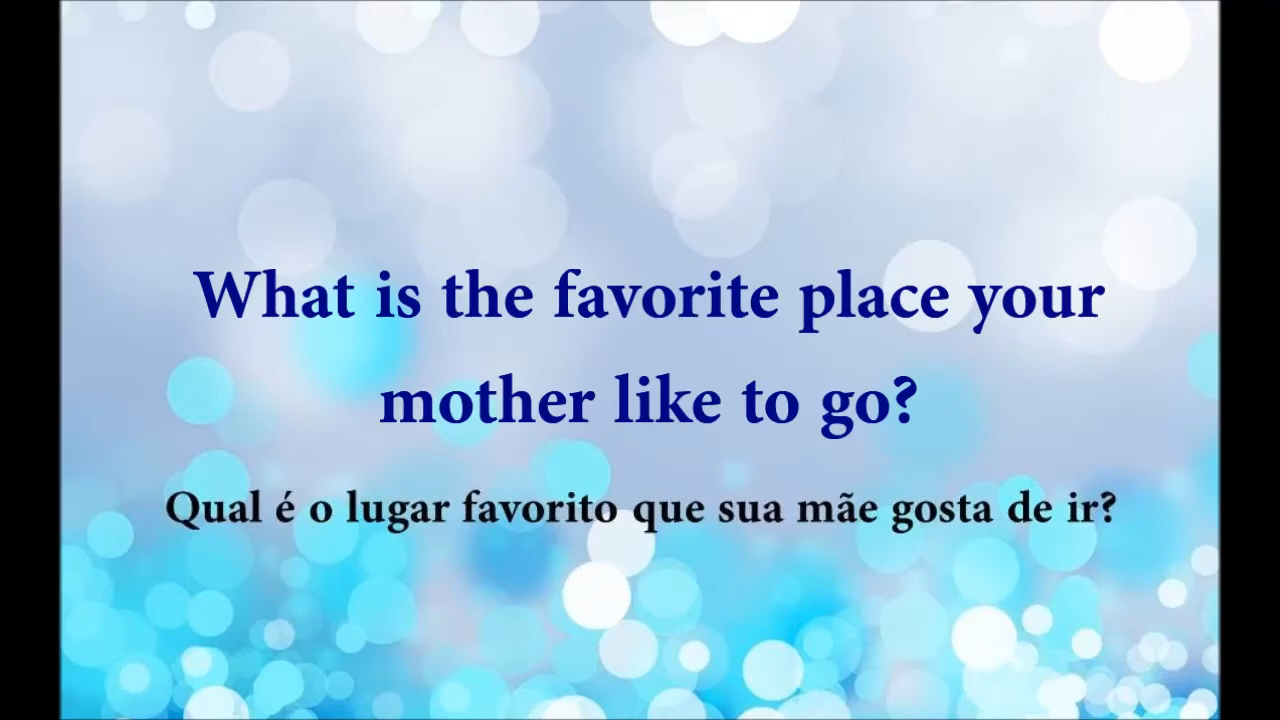 What is the favorite place your
mother like to go?
Qual é o lugar favorito que sua mãe gosta de ir?